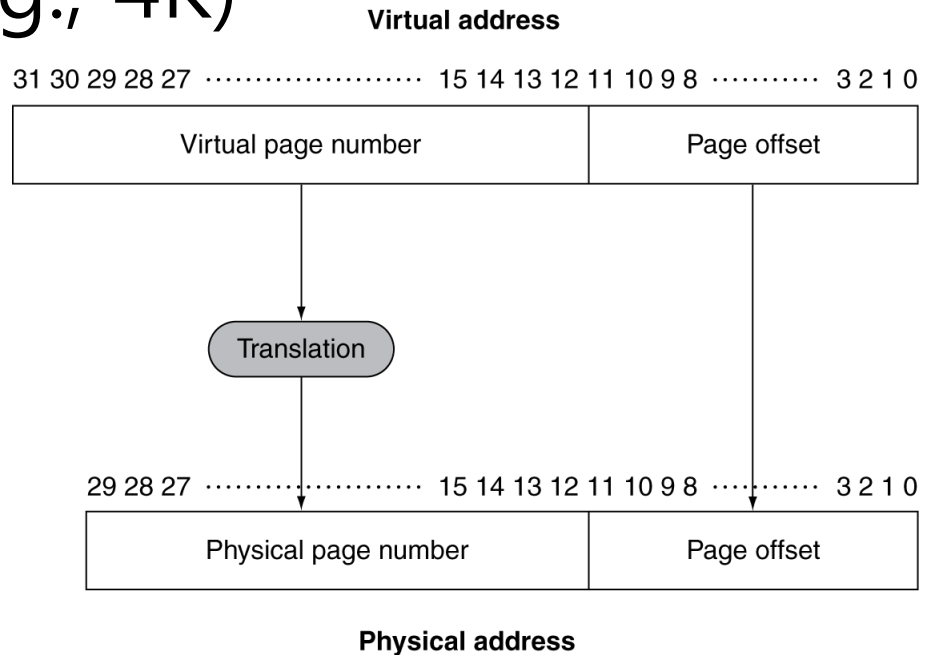 g., 4K)
Virtual address
31 30 29 28 27 ······················ 15 14 13 12 11 10 9 8 ··········· 3 2 1 0
Virtual page number Page offset
Translation
29 28 27 ······················ 15 14 13 12 11 10 9 8 ··········· 3 2 1 0
Physical page number Page offset
Physical address